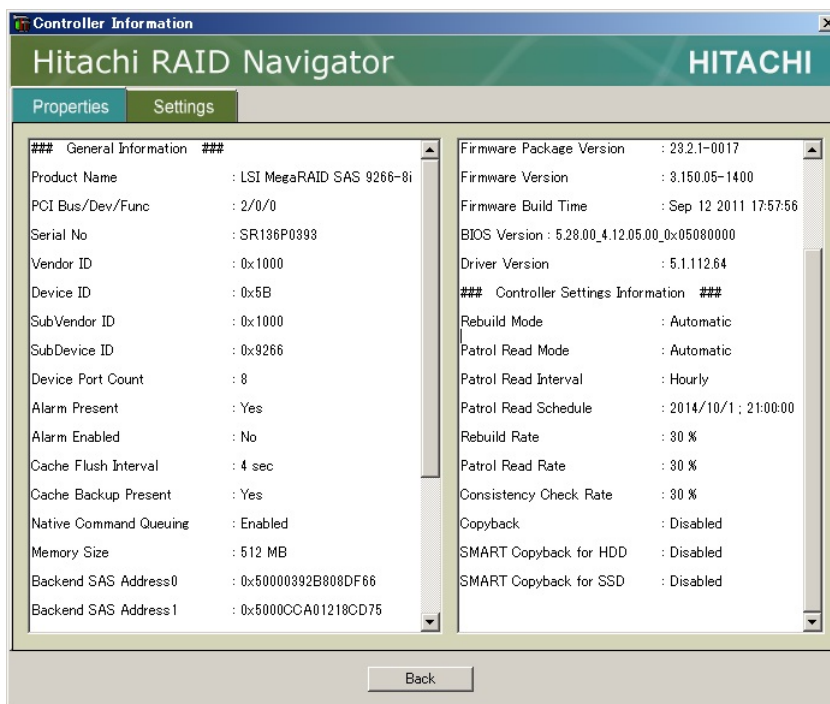 Controller Information
Hitachi RAID Navigator
HITACHI
Properties
Settings
### General Information ###
Product Name : LSI MegaRAID SAS 9266-8i
PCI Bus/Dev/Func : 2/0/0
Serial No : SR136P0393
Vendor ID : 0x1000
Device ID : 0x5B
SubVendor ID : 0x1000
SubDevice ID : 0x9266
Device Port Count : 8
Alarm Present : Yes
Alarm Enabled : No
Cache Flush Interval : 4 sec
Cache Backup Present : Yes
Native Command Queuing : Enabled
Memory Size : 512 MB
Backend SAS Address0 : 0x50000392B808DF66
Backend SAS Address1 : 0x5000CCA01218CD75
Firmware Package Version : 23.2.1-0017
Firmware Version : 3.150.05-1400
Firmware Build Time : Sep 12 2011 17:57:56
BIOS Version : 5.28.00_4.12.05.00_0x05080000
Driver Version : 5.1.112.64
### Controller Settings Information ###
Rebuild Mode : Automatic
Patrol Read Mode : Automatic
Patrol Read Interval : Hourly
Patrol Read Schedule : 2014/10/1 ; 21:00:00
Rebuild Rate : 30 %
Patrol Read Rate : 30 %
Consistency Check Rate : 30 %
Copyback : Disabled
SMART Copyback for HDD : Disabled
SMART Copyback for SSD : Disabled
Back